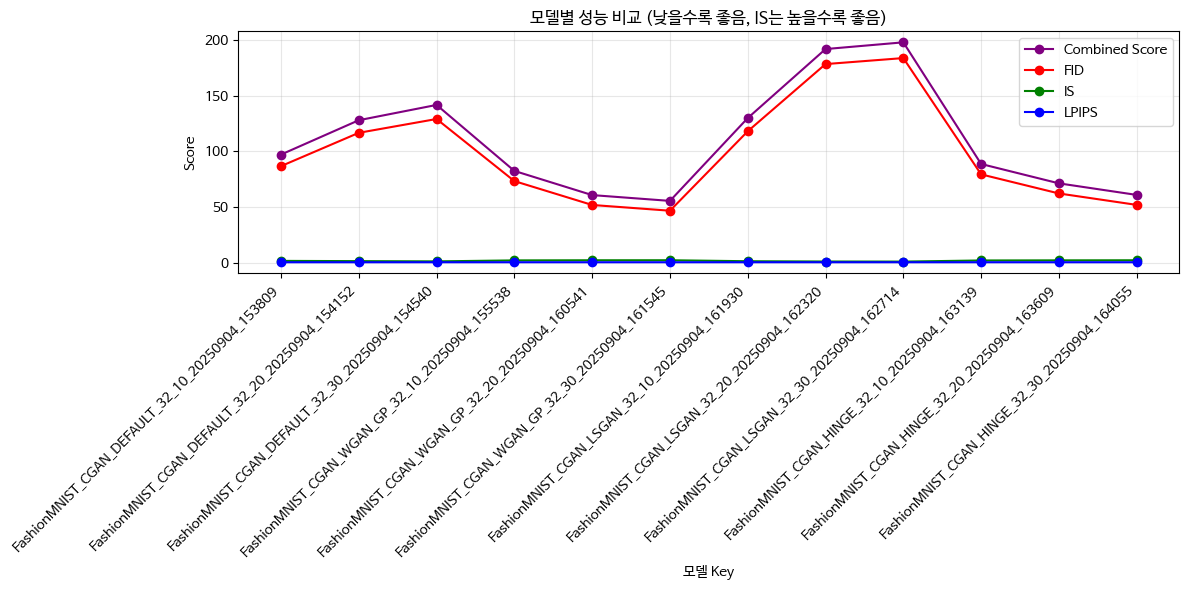 모델별 성능 비교 (낮을수록 좋음, IS는 높을수록 좋음)
Combined Score
FID
IS
LPIPS
Score
200
150
100
50
0
FashionMNIST_CGAN_DEFAULT_32_10_20250904_153809
FashionMNIST_CGAN_DEFAULT_32_20_20250904_154152
FashionMNIST_CGAN_DEFAULT_32_30_20250904_154540
FashionMNIST_CGAN_WGAN_GP_32_10_20250904_155538
FashionMNIST_CGAN_WGAN_GP_32_20_20250904_160541
FashionMNIST_CGAN_WGAN_GP_32_30_20250904_161545
FashionMNIST_CGAN_LSGAN_32_10_20250904_161930
FashionMNIST_CGAN_LSGAN_32_20_20250904_162320
FashionMNIST_CGAN_LSGAN_32_30_20250904_162714
FashionMNIST_CGAN_HINGE_32_10_20250904_163139
FashionMNIST_CGAN_HINGE_32_20_20250904_163609
FashionMNIST_CGAN_HINGE_32_30_20250904_164055
모델 Key